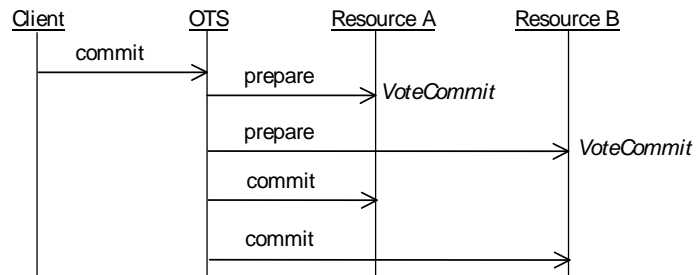 Client OTS Resource A Resource B
commit
prepare VoteCommit
prepare VoteCommit
commit
commit